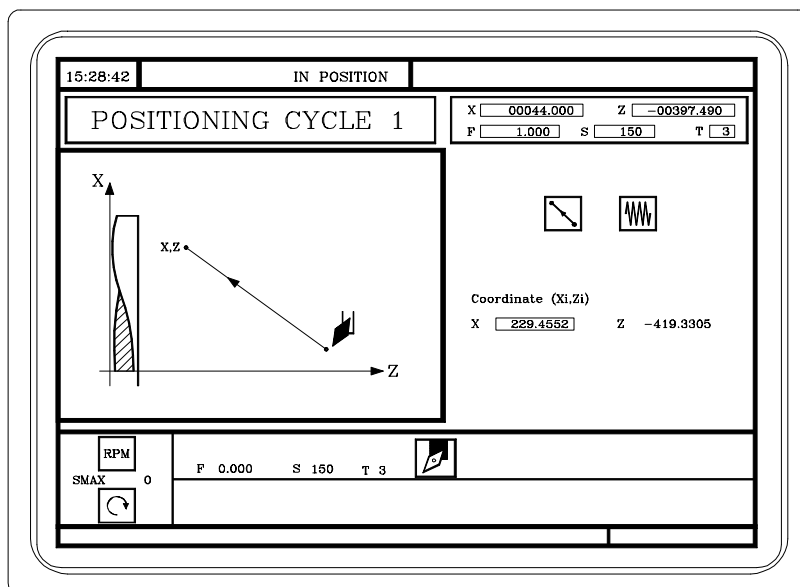 15:28:42 IN POSITION
POSITIONING CYCLE 1
X 00044.000 Z -00397.490
F 1.000 S 150 T 3
X
X,Z
Z
Coordinate (Xi,Zi)
X 229.4552 Z -419.3305
RPM
SMAX 0
F 0.000 S 150 T 3